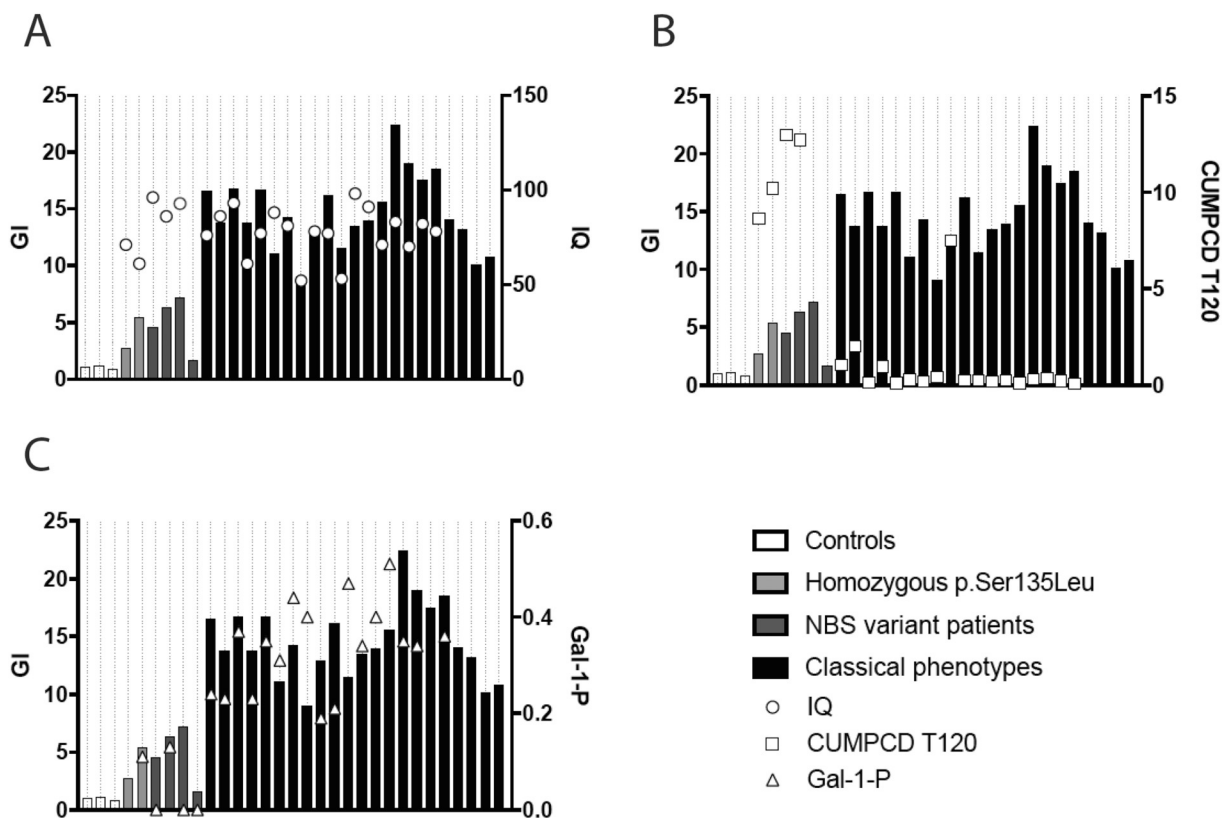 A
25
20
15
10
5
0
GI
150
100
50
0
IQ
B
25
20
15
10
5
0
GI
15
10
5
0
CUMPCD T120
C
25
20
15
10
5
0
GI
0.6
0.4
0.2
0.0
Gal-1-P
Controls
Homozygous p.Ser135Leu
NBS variant patients
Classical phenotypes
IQ
CUMPCD T120
Gal-1-P